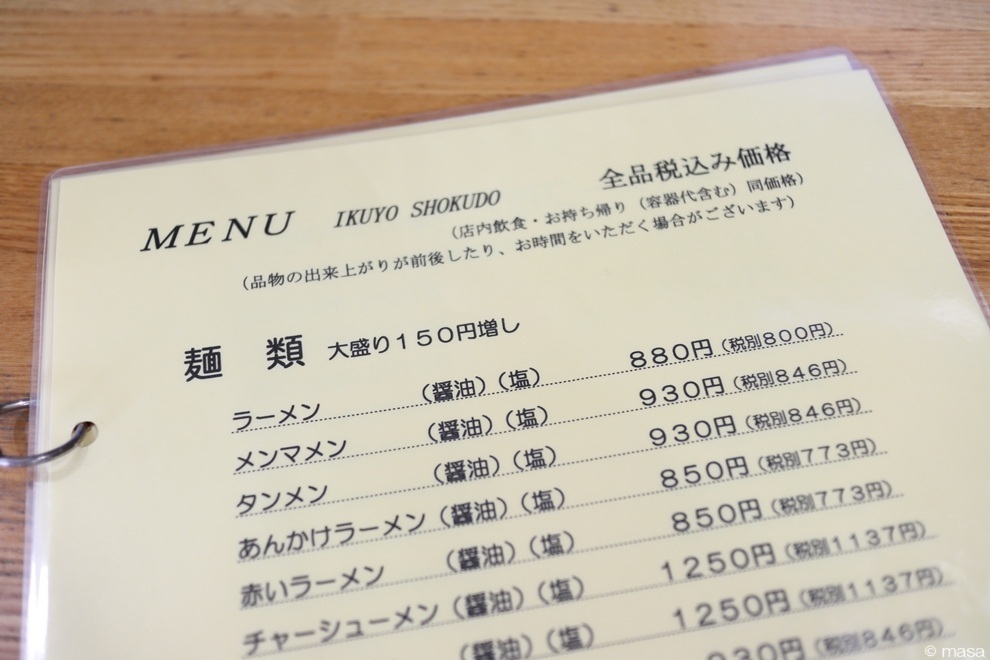 全品税込み価格
MENU IKUYO SHOKUDO
(店内飲食・お持ち帰り（容器代含む）同価格)
(品物の出来上がりが前後したり、お時間をいただく場合がございます)
麺 類 大盛り１５０円増し
ラーメン （醤油）（塩） ８８０円（税別８００円）
メンマメン （醤油）（塩） ９３０円（税別８４６円）
タンメン （醤油）（塩） ９３０円（税別８４６円）
あんかけラーメン （醤油）（塩） ８５０円（税別７７３円）
赤いラーメン （醤油）（塩） ８５０円（税別７７３円）
チャーシューメン （醤油）（塩） １２５０円（税別１１３７円）
（醤油）（塩） １２５０円（税別１１３７円）
９３０円（税別８４６円）
© masa